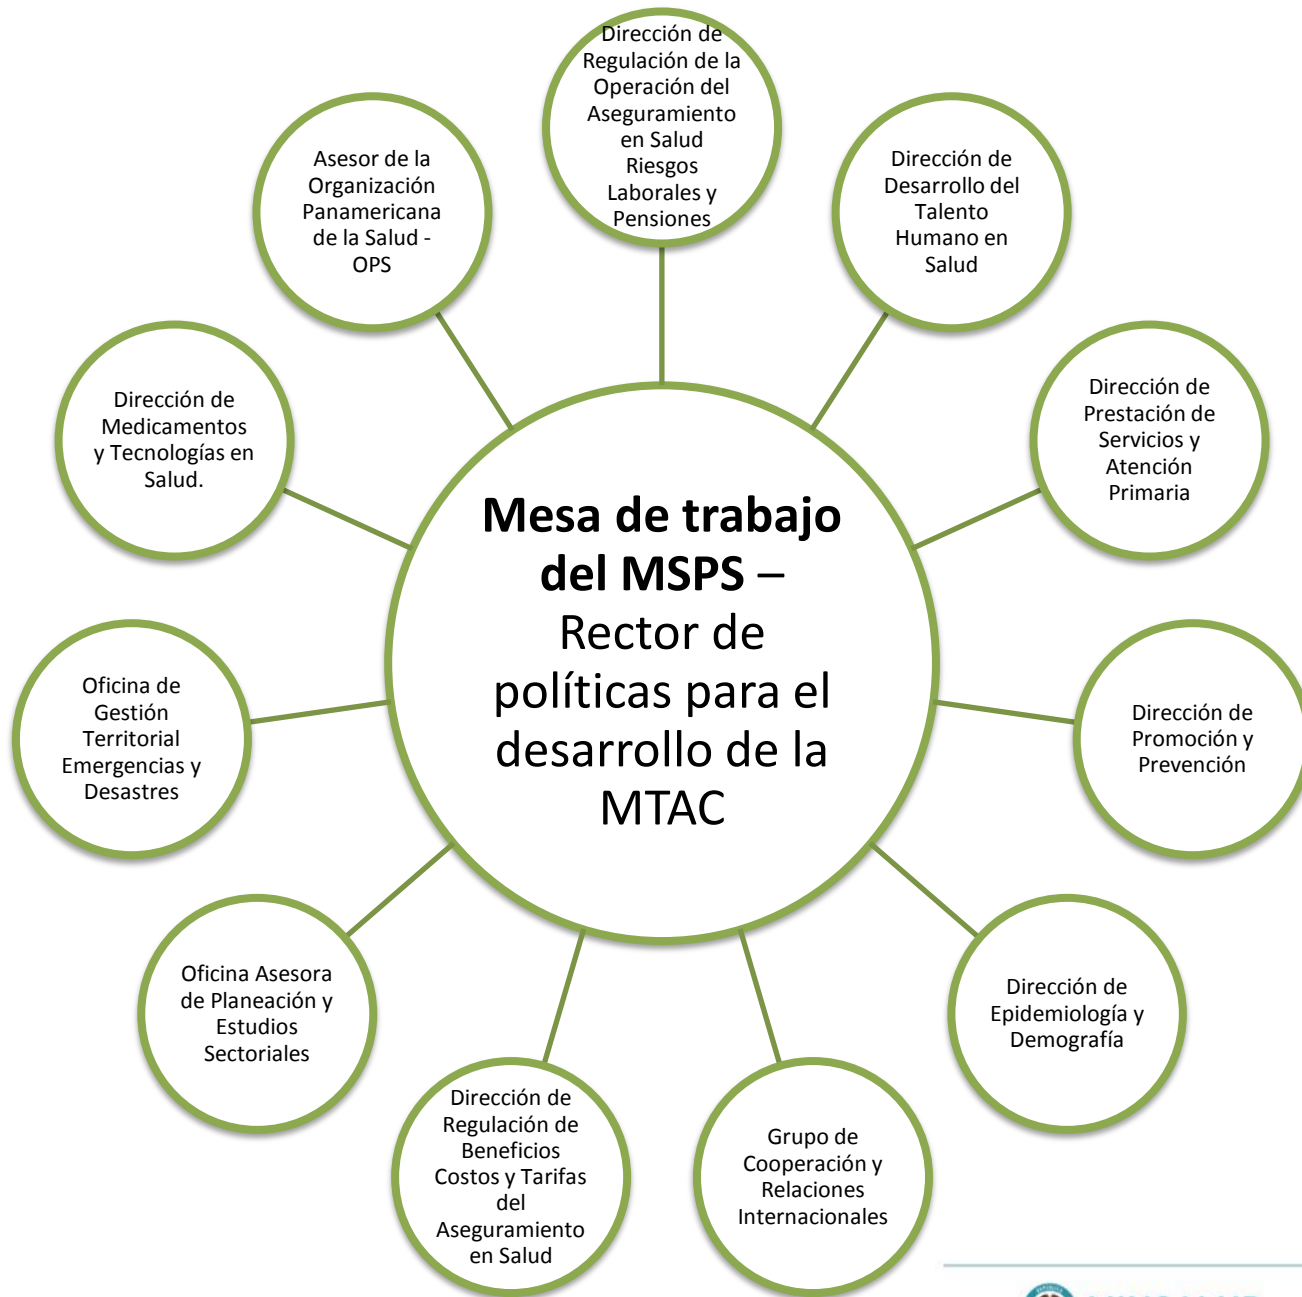 Dirección de
Regulación de la
Operación del
Aseguramiento
en Salud
Riesgos
Laborales y
Pensiones
Dirección de
Desarrollo del
Talento
Humano en
Salud
Dirección de
Prestación de
Servicios y
Atención
Primaria
Dirección de
Promoción y
Prevención
Dirección de
Epidemiología y
Demografía
Grupo de
Cooperación y
Relaciones
Internacionales
Dirección de
Regulación de
Beneficios
Costos y Tarifas
del
Aseguramiento
en Salud
Oficina Asesora
de Planeación y
Estudios
Sectoriales
Oficina de
Gestión
Territorial
Emergencias y
Desastres
Dirección de
Medicamentos
y Tecnologías en
Salud.
Asesor de la
Organización
Panamericana
de la Salud -
OPS
Mesa de trabajo
del MSPS –
Rector de
políticas para el
desarrollo de la
MTAC